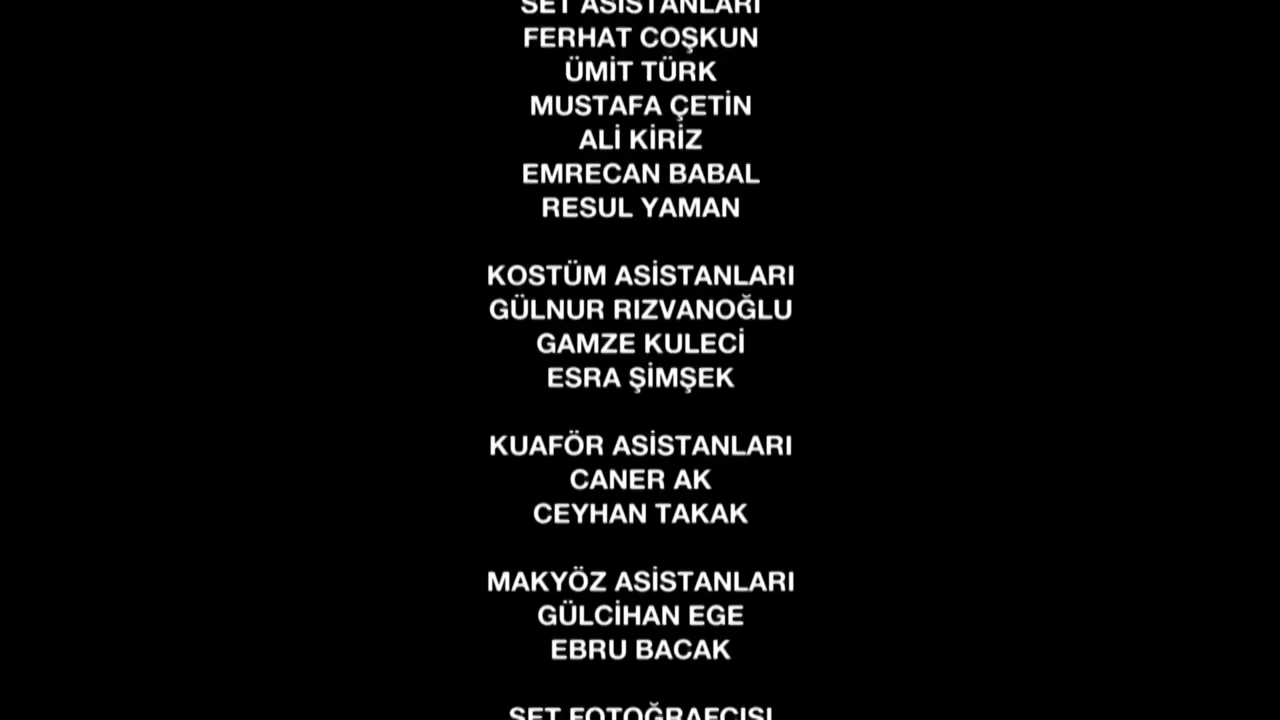 SET ASİSTANLARI
FERHAT COŞKUN
ÜMİT TÜRK
MUSTAFA ÇETİN
ALİ KİRİZ
EMRECAN BABAL
RESUL YAMAN
KOSTÜM ASİSTANLARI
GÜLNUR RIZVANOĞLU
GAMZE KULECİ
ESRA ŞİMŞEK
KUAFÖR ASİSTANLARI
CANER AK
CEYHAN TAKAK
MAKYÖZ ASİSTANLARI
GÜLCİHAN EGE
EBRU BACAK
SET FOTOĞRAFÇISI